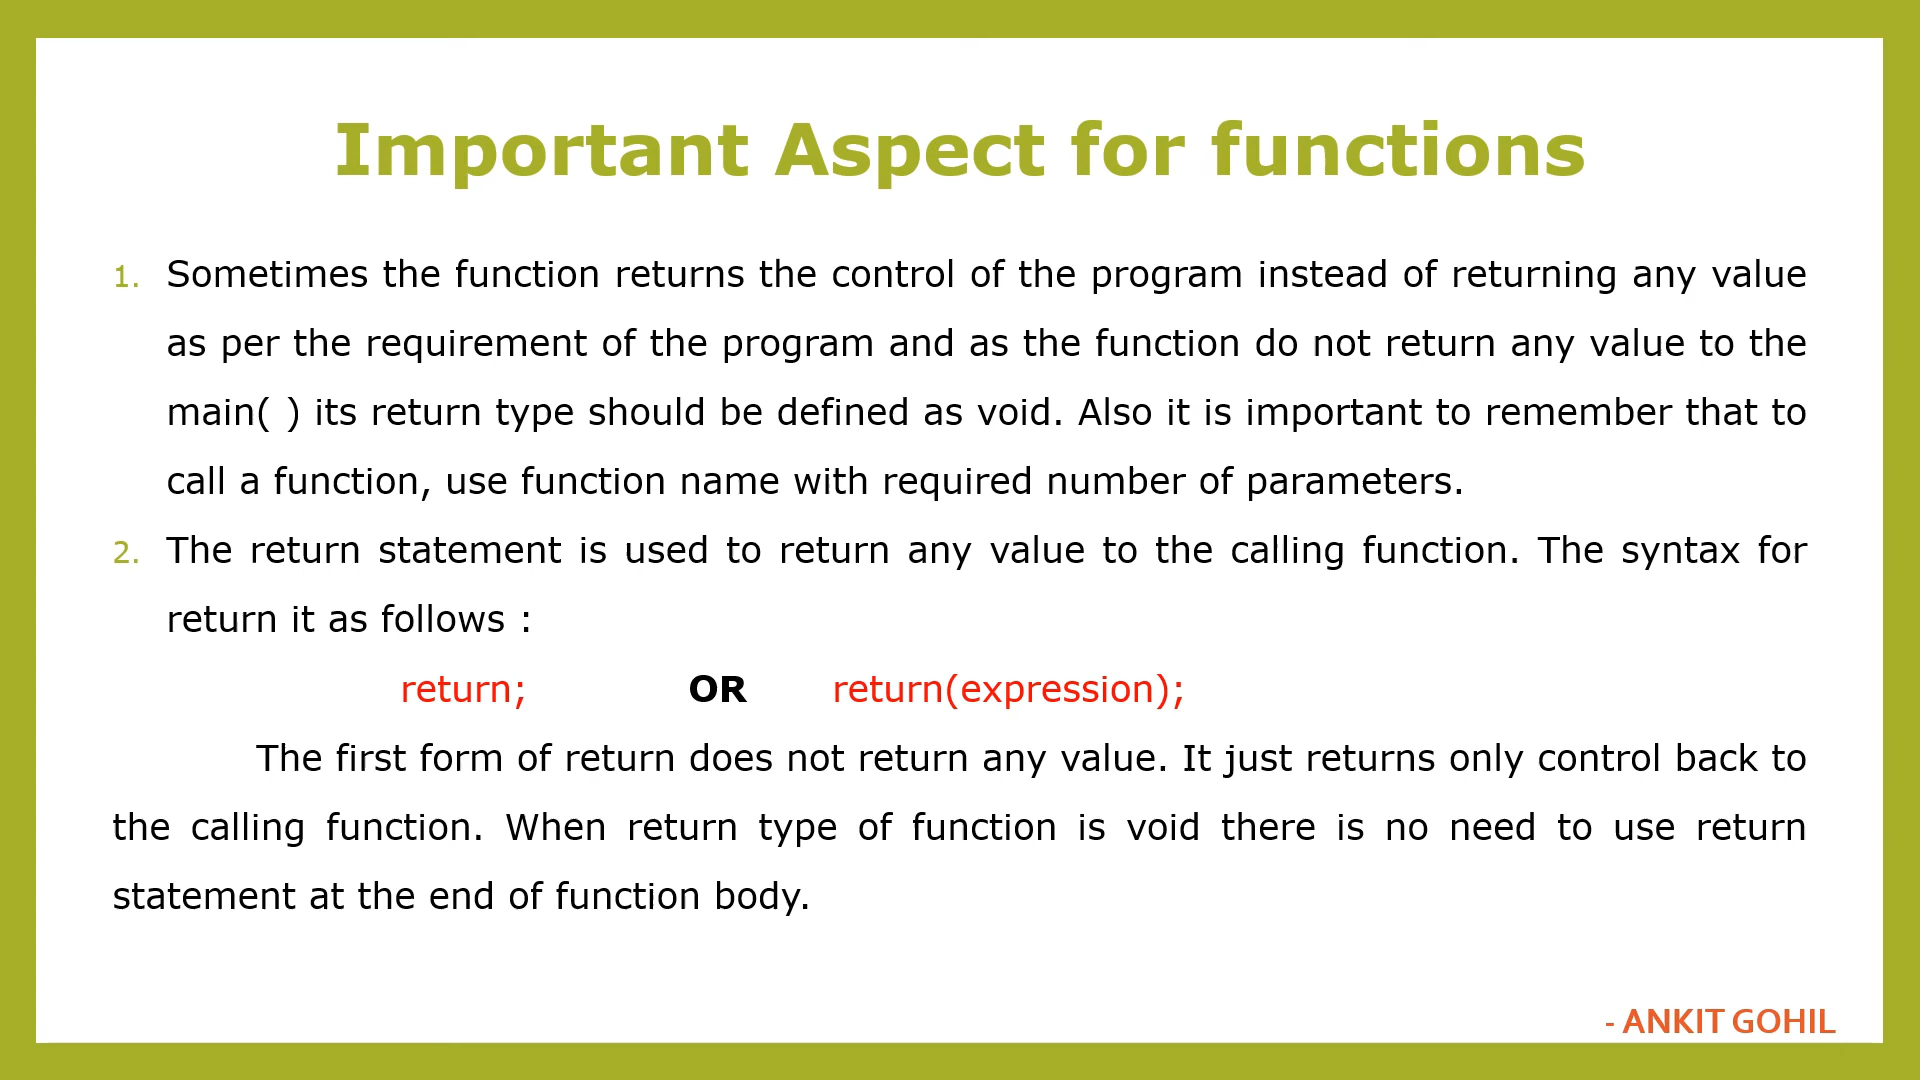 Important Aspect for functions
1. Sometimes the function returns the control of the program instead of returning any value
as per the requirement of the program and as the function do not return any value to the
main( ) its return type should be defined as void. Also it is important to remember that to
call a function, use function name with required number of parameters.
2. The return statement is used to return any value to the calling function. The syntax for
return it as follows :
return; OR return(expression);
The first form of return does not return any value. It just returns only control back to
the calling function. When return type of function is void there is no need to use return
statement at the end of function body.
- ANKIT GOHIL